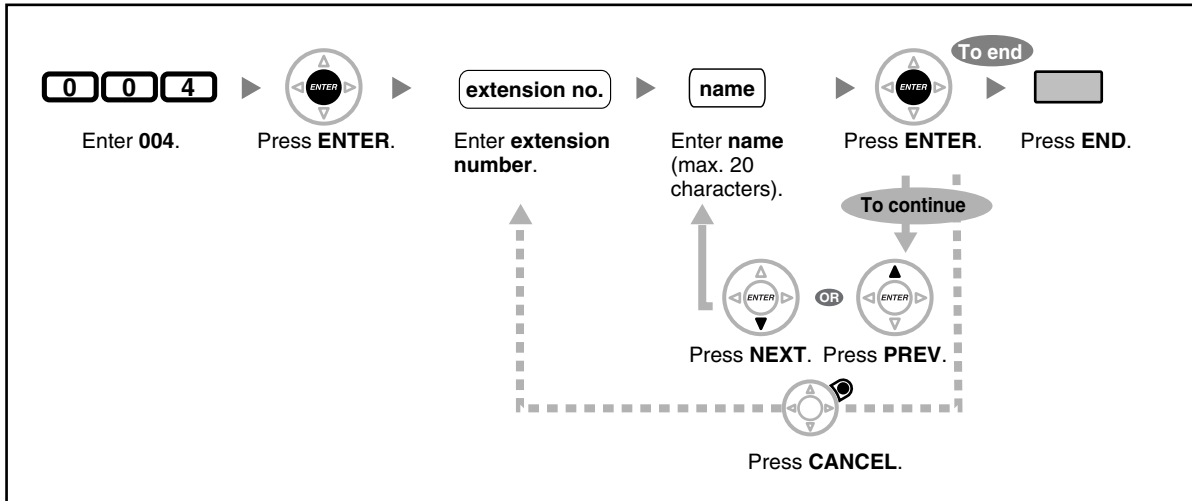 To end
0 0 4 ENTER extension no. name ENTER
Enter 004. Press ENTER. Enter extension number. Enter name (max. 20 characters). Press ENTER. Press END.
To continue
ENTER OR ENTER
Press NEXT. Press PREV.
Press CANCEL.